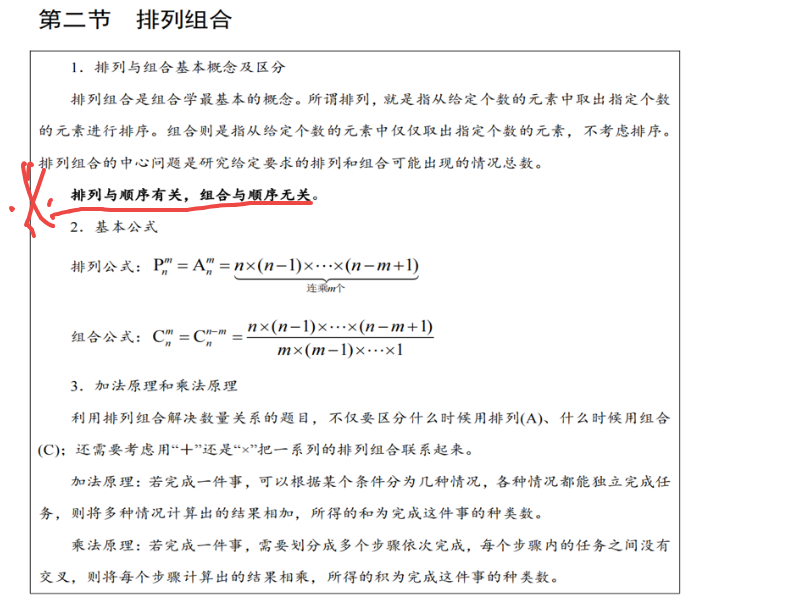 第二节 排列组合
1．排列与组合基本概念及区分
排列组合是组合学最基本的概念。所谓排列，就是指从给定个数的元素中取出指定个数
的元素进行排序。组合则是指从给定个数的元素中仅仅取出指定个数的元素，不考虑排序。
排列组合的中心问题是研究给定要求的排列和组合可能出现的情况总数。
排列与顺序有关，组合与顺序无关。
2．基本公式
排列公式：P_n^m = A_n^m = n×(n−1)×⋯×(n−m+1)
连乘m个
组合公式：C_n^m = C_n^{n−m} = \frac{n×(n−1)×⋯×(n−m+1)}{m×(m−1)×⋯×1}
3．加法原理和乘法原理
利用排列组合解决数量关系的题目，不仅要区分什么时候用排列(A)、什么时候用组合
(C)；还需要考虑用“＋”还是“×”把一系列的排列组合联系起来。
加法原理：若完成一件事，可以根据某个条件分为几种情况，各种情况都能独立完成任
务，则将多种情况计算出的结果相加，所得的和为完成这件事的种类数。
乘法原理：若完成一件事，需要划分成多个步骤依次完成，每个步骤内的任务之间没有
交叉，则将每个步骤计算出的结果相乘，所得的积为完成这件事的种类数。